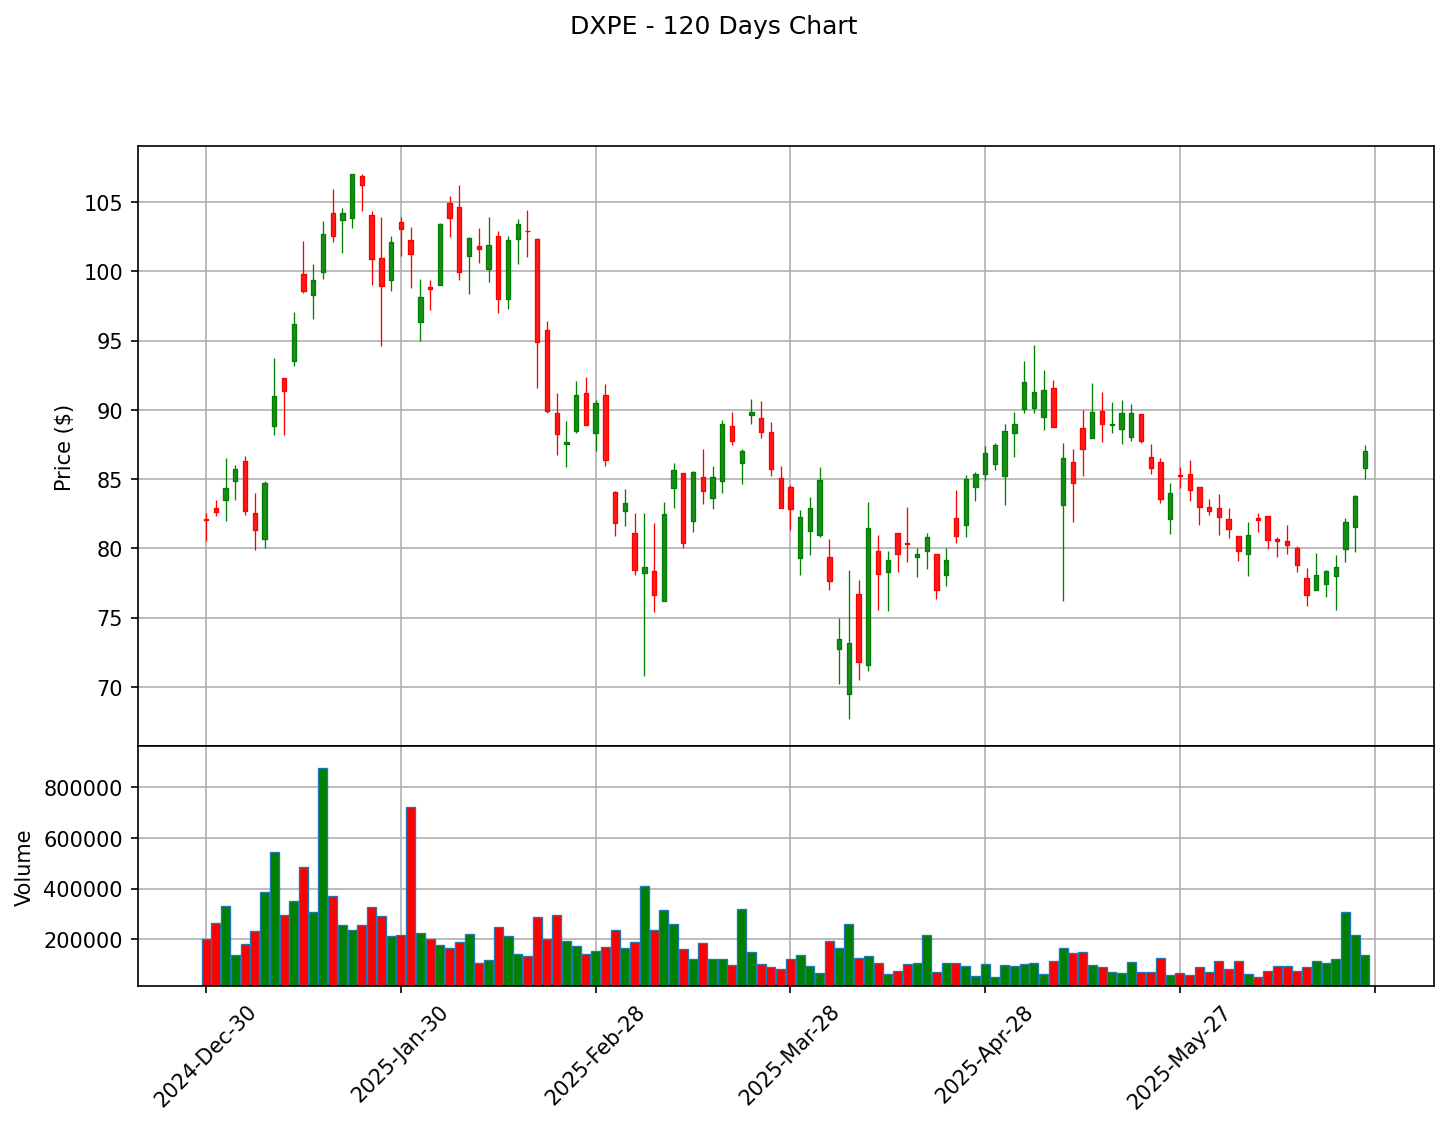 DXPE - 120 Days Chart
Price ($)
105
100
95
90
85
80
75
70
Volume
800000
600000
400000
200000
2024-Dec-30
2025-Jan-30
2025-Feb-28
2025-Mar-28
2025-Apr-28
2025-May-27